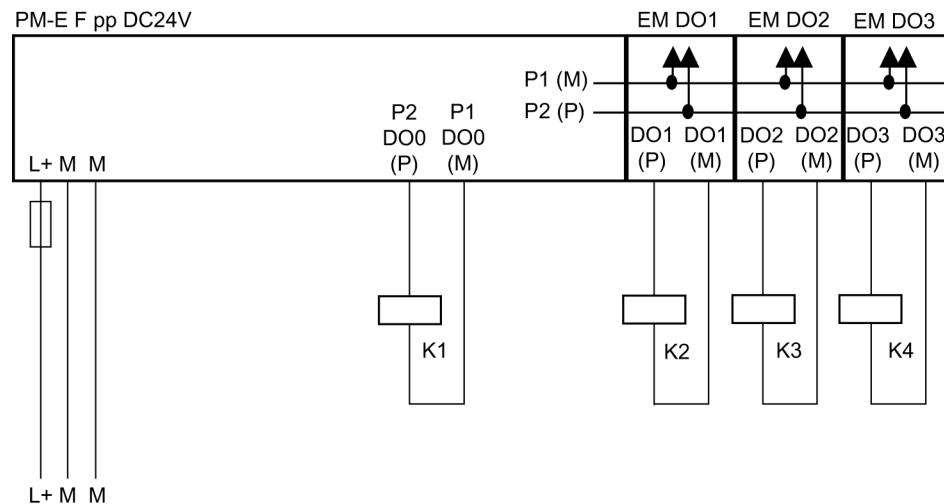 PM-E F pp DC24V
EM DO1 EM DO2 EM DO3
P1 (M)
P2 (P)
P2 P1
DO0 DO0
(P) (M)
DO1 DO1 DO2 DO2 DO3 DO3
(P) (M) (P) (M) (P) (M)
L+ M M
K1 K2 K3 K4
L+ M M